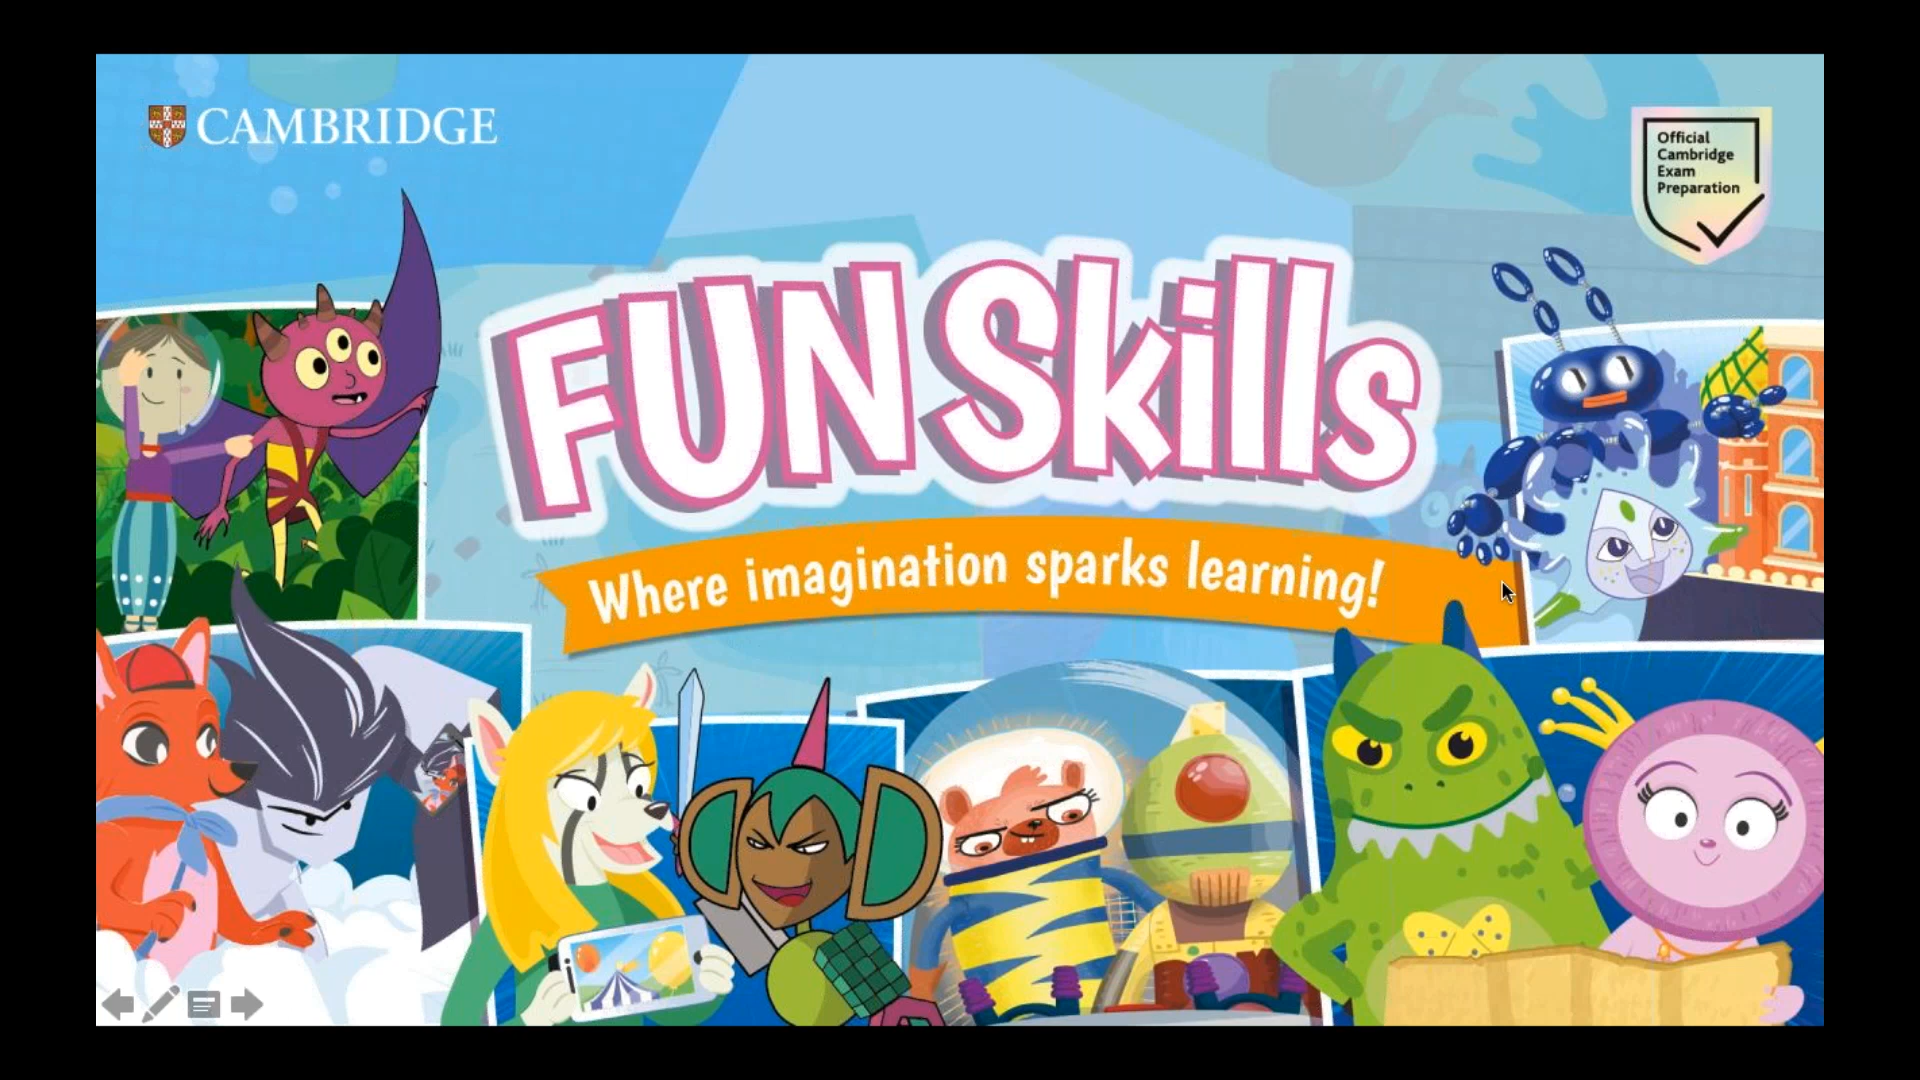 CAMBRIDGE
Official
Cambridge
Exam
Preparation
FUN Skills
Where imagination sparks learning!